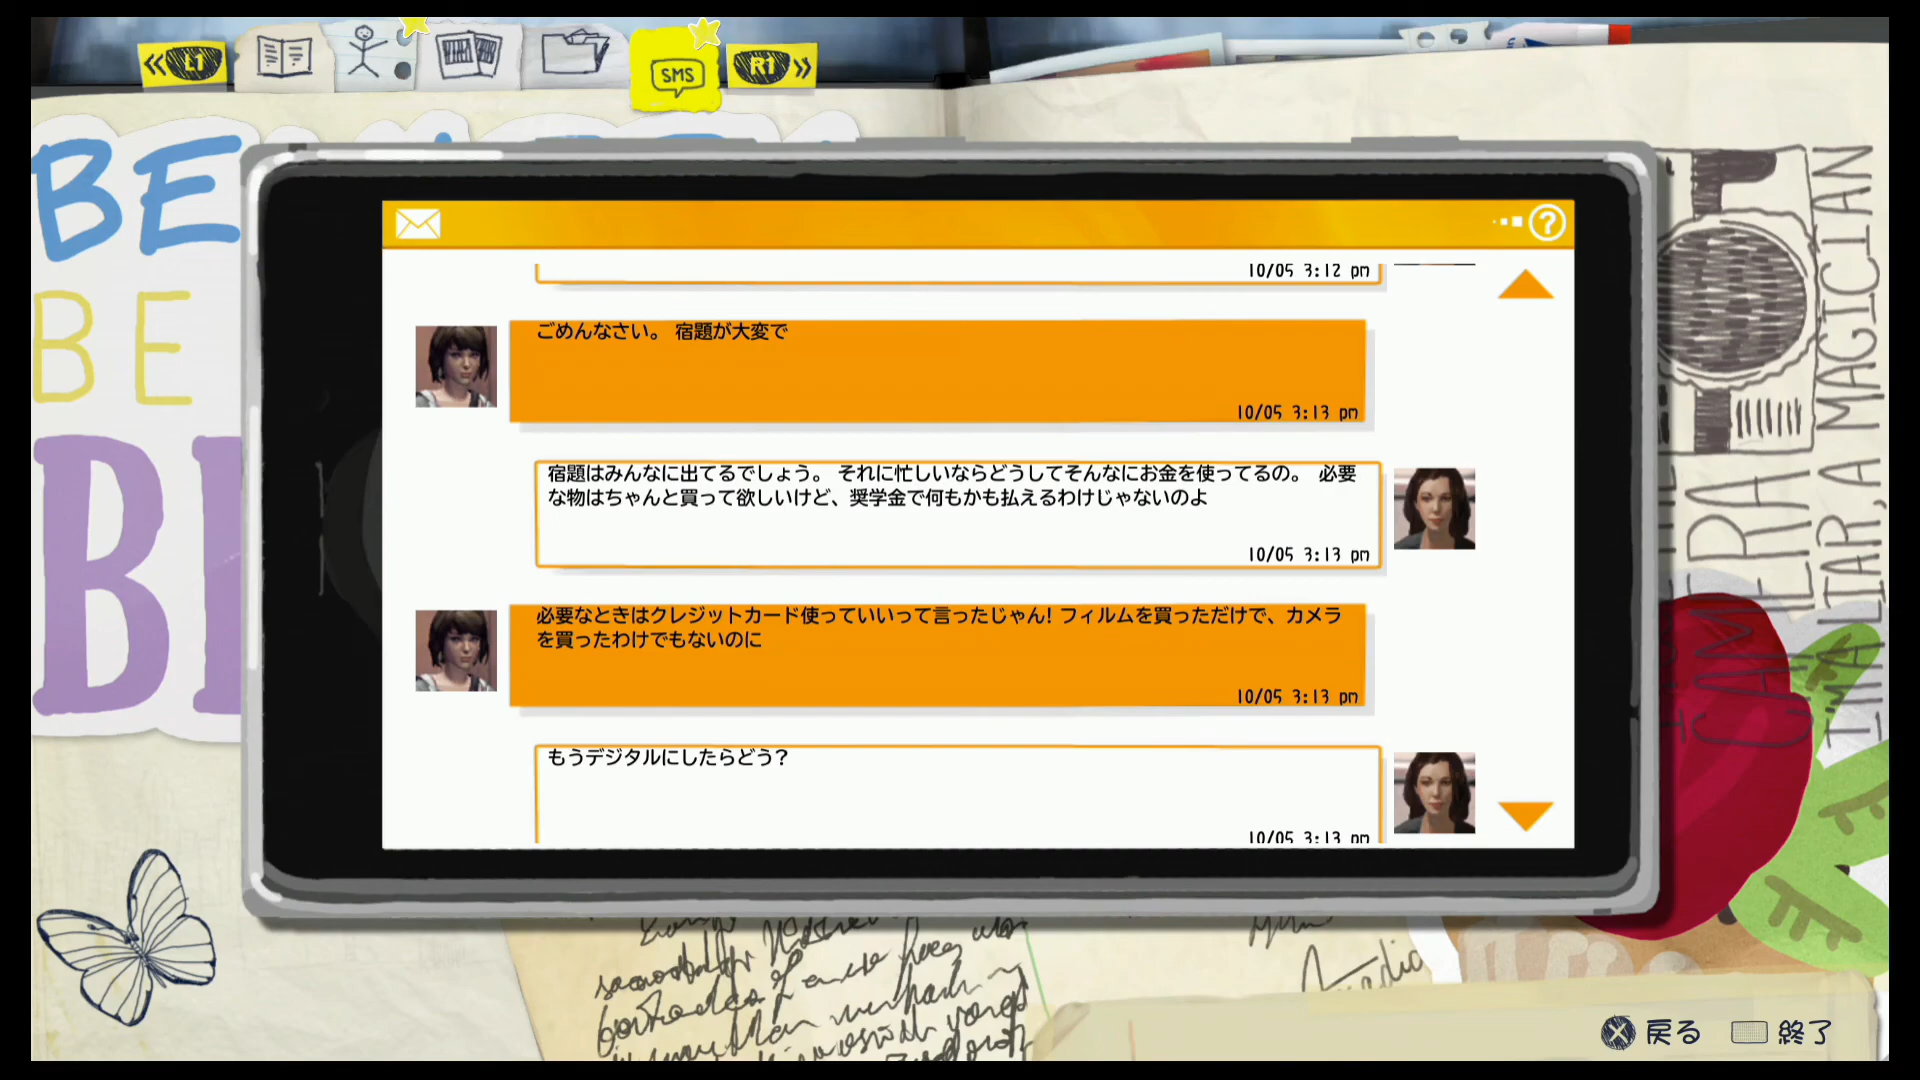 L1
SMS
R1
BE
BE
10/05 3:12 pm
ごめんなさい。 宿題が大変で
10/05 3:13 pm
宿題はみんなに出てるでしょう。 それに忙しいならどうしてそんなにお金を使ってるの。 必要
な物はちゃんと買って欲しいけど、奨学金で何もかも払えるわけじゃないのよ
10/05 3:13 pm
必要なときはクレジットカード使っていいって言ったじゃん! フィルムを買っただけで、カメラ
を買ったわけでもないのに
10/05 3:13 pm
もうデジタルにしたらどう?
10/05 3:13 pm
CAMERA
I'M A LIAR, A MAGICIAN
戻る
終了